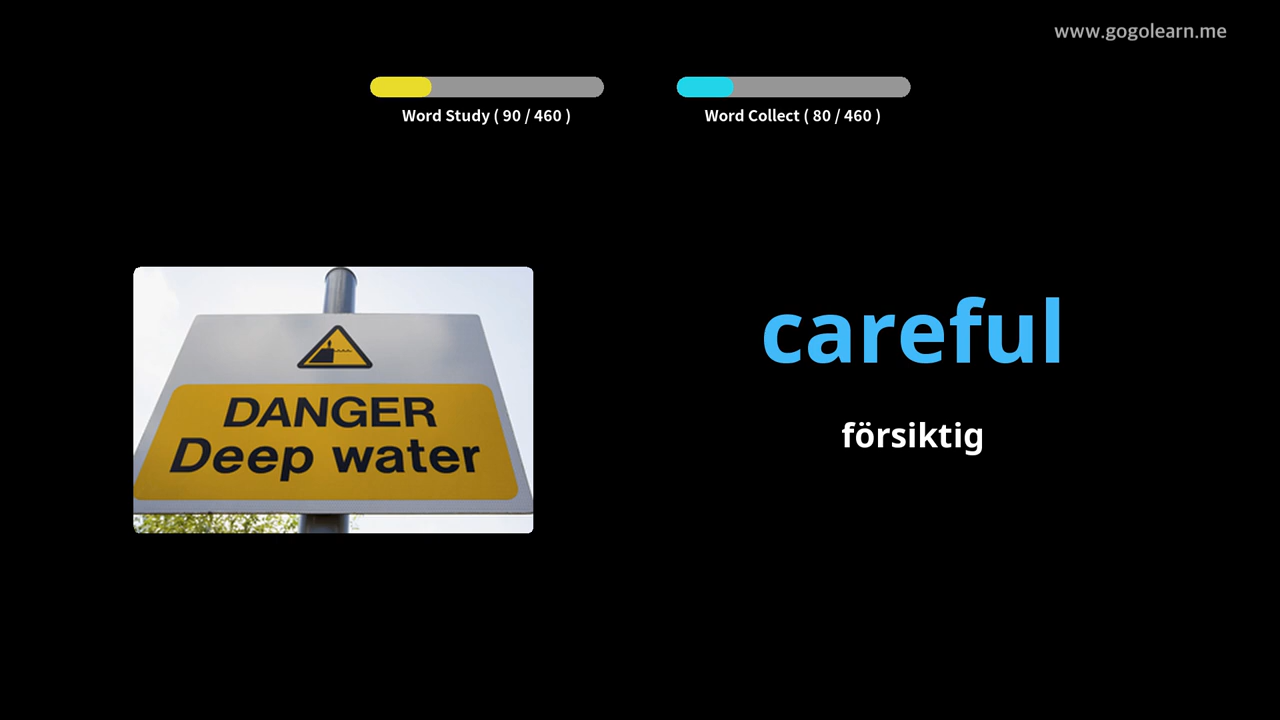 www.gogolearn.me
Word Study ( 90 / 460 )
Word Collect ( 80 / 460 )
DANGER
Deep water
careful
försiktig